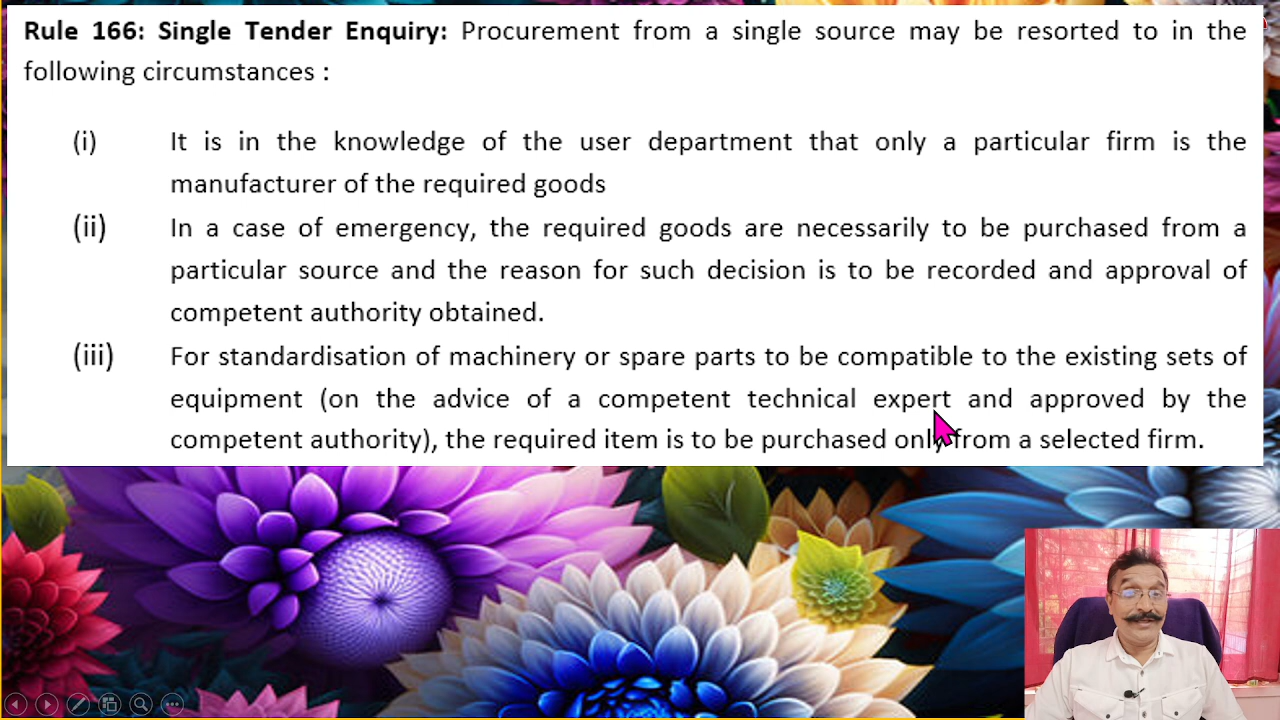 Rule 166: Single Tender Enquiry: Procurement from a single source may be resorted to in the
following circumstances :
(i) It is in the knowledge of the user department that only a particular firm is the
manufacturer of the required goods
(ii) In a case of emergency, the required goods are necessarily to be purchased from a
particular source and the reason for such decision is to be recorded and approval of
competent authority obtained.
(iii) For standardisation of machinery or spare parts to be compatible to the existing sets of
equipment (on the advice of a competent technical expert and approved by the
competent authority), the required item is to be purchased only from a selected firm.